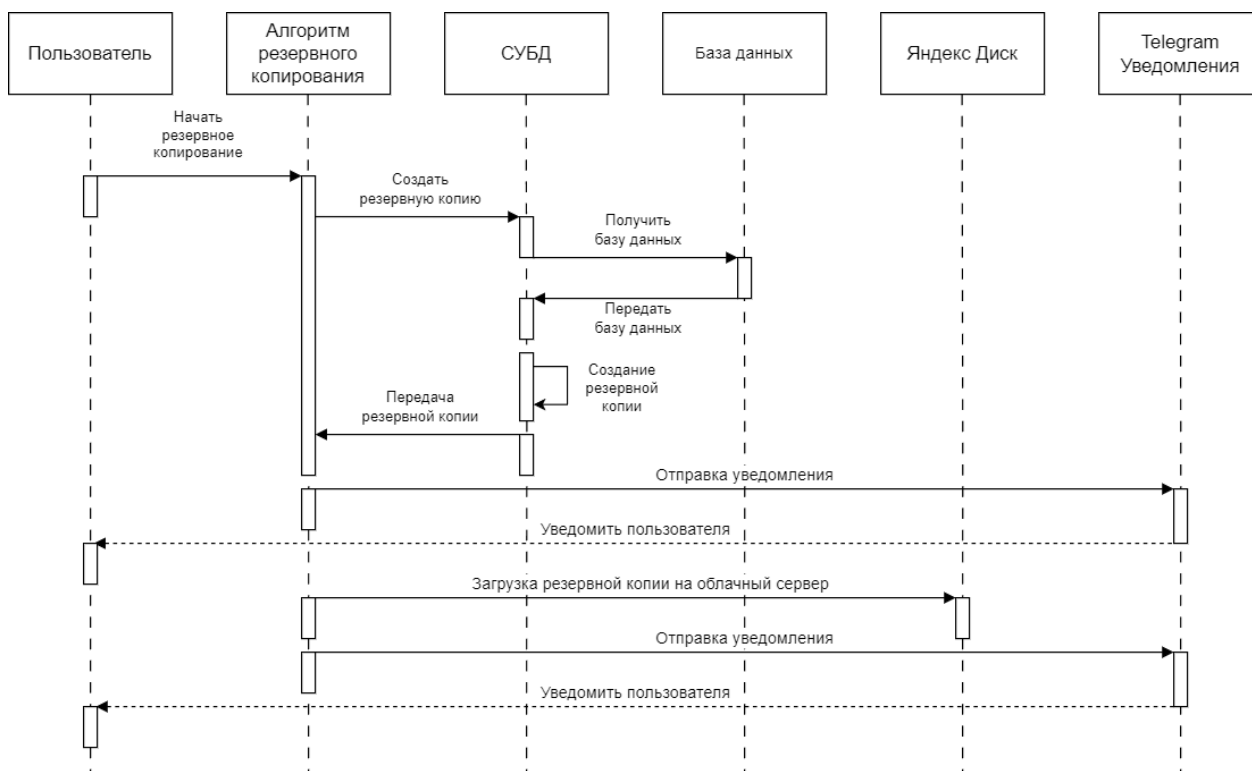 Пользователь
Алгоритм
резервного
копирования
СУБД
База данных
Яндекс Диск
Telegram
Уведомления
Начать
резервное
копирование
Создать
резервную копию
Получить
базу данных
Передать
базу данных
Создание
резервной
копии
Передача
резервной копии
Отправка уведомления
Уведомить пользователя
Загрузка резервной копии на облачный сервер
Отправка уведомления
Уведомить пользователя